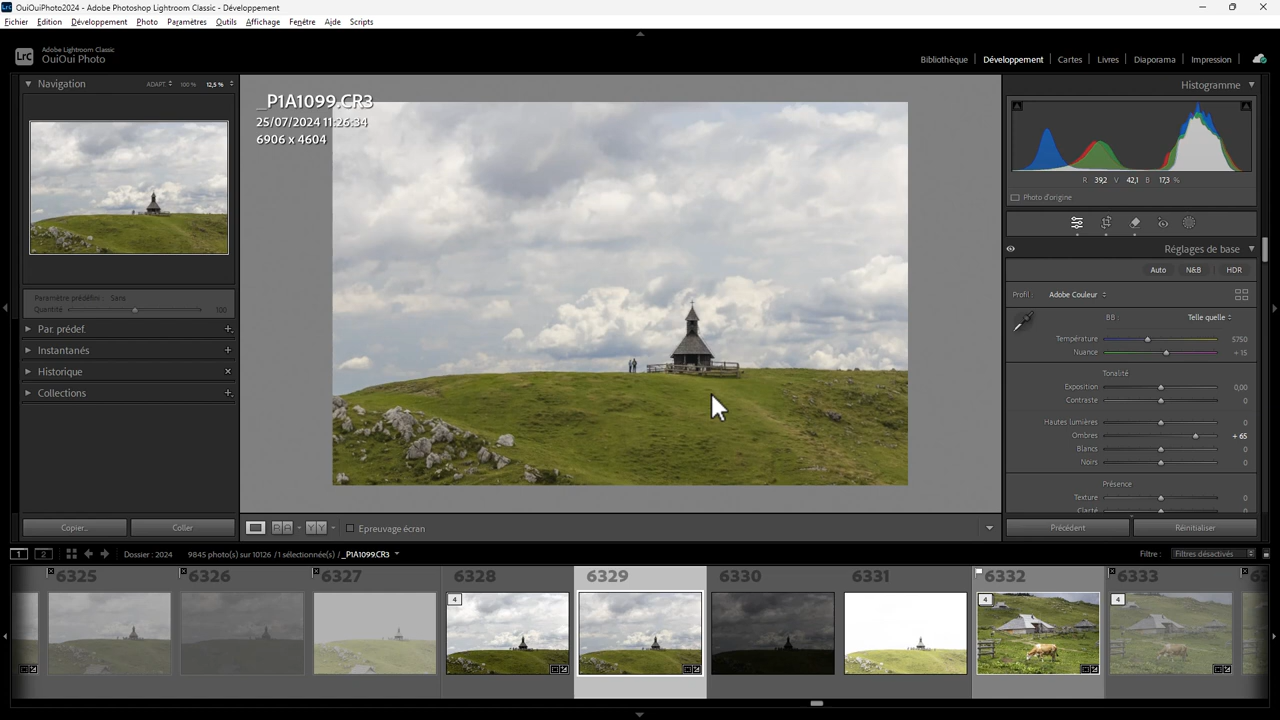 OuiOuiPhoto2024 - Adobe Photoshop Lightroom Classic - Développement
Fichier Edition Développement Photo Paramètres Outils Affichage Fenêtre Aide Scripts
Lrc
Adobe Lightroom Classic
OuiOui Photo
Bibliothèque Développement Cartes Livres Diaporama Impression
Navigation ADAPT. 100 % 12,5 %
Histogramme
_P1A1099.CR3
25/07/2024 11:26:34
6906 x 4604
R 39,2 V 42,1 B 17,3 %
Photo d'origine
Réglages de base
Auto N&B HDR
Profil : Adobe Couleur
BB : Telle quelle
Température 5750
Nuance + 15
Tonalité
Exposition 0,00
Contraste 0
Hautes lumières 0
Ombres + 65
Blancs 0
Noirs 0
Présence
Texture 0
Clarté
Paramètre prédéfini : Sans
Quantité 100
Par. prédéf.
Instantanés
Historique
Collections
Copier... Coller
R A Y Y Epreuvage écran
Précédent Réinitialiser
1 2 Dossier : 2024 9845 photo(s) sur 10126 /1 sélectionnée(s) /_P1A1099.CR3
Filtre : Filtres désactivés
6325 6326 6327 6328 6329 6330 6331 6332 6333
4 4 4